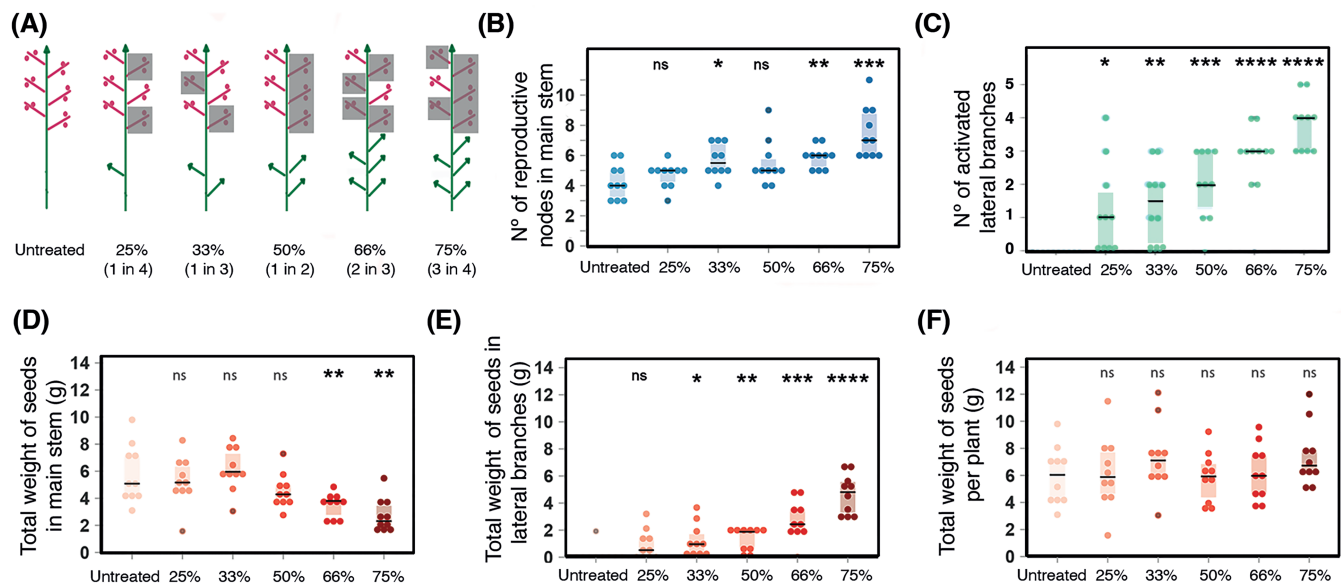 (A)
Untreated 25% 33% 50% 66% 75%
(1 in 4) (1 in 3) (1 in 2) (2 in 3) (3 in 4)
(B)
Nº of reproductive
nodes in main stem
ns * ns ** ***
10
8
6
4
2
0
Untreated 25% 33% 50% 66% 75%
(C)
Nº of activated
lateral branches
* ** *** **** ****
5
4
3
2
1
0
Untreated 25% 33% 50% 66% 75%
(D)
Total weight of seeds
in main stem (g)
ns ns ns ** **
14
12
10
8
6
4
2
0
Untreated 25% 33% 50% 66% 75%
(E)
Total weight of seeds in
lateral branches (g)
ns * ** *** ****
14
12
10
8
6
4
2
0
Untreated 25% 33% 50% 66% 75%
(F)
Total weight of seeds
per plant (g)
ns ns ns ns ns
14
12
10
8
6
4
2
0
Untreated 25% 33% 50% 66% 75%